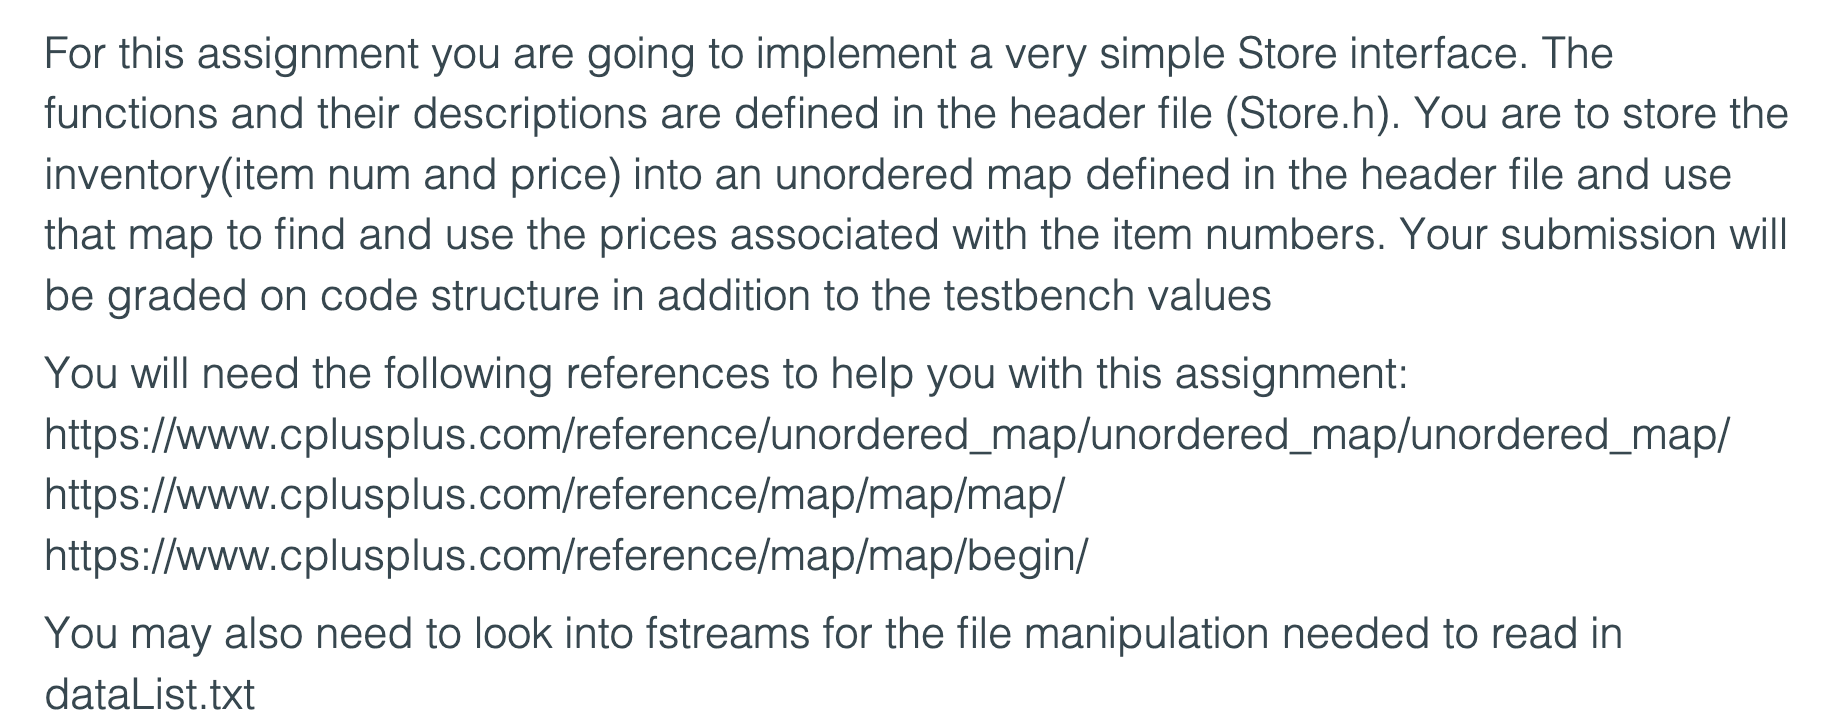 For this assignment you are going to implement a very simple Store interface. The
functions and their descriptions are defined in the header file (Store.h). You are to store the
inventory(item num and price) into an unordered map defined in the header file and use
that map to find and use the prices associated with the item numbers. Your submission will
be graded on code structure in addition to the testbench values
You will need the following references to help you with this assignment:
https://www.cplusplus.com/reference/unordered_map/unordered_map/unordered_map/
https://www.cplusplus.com/reference/map/map/map/
https://www.cplusplus.com/reference/map/map/begin/
You may also need to look into fstreams for the file manipulation needed to read in
dataList.txt